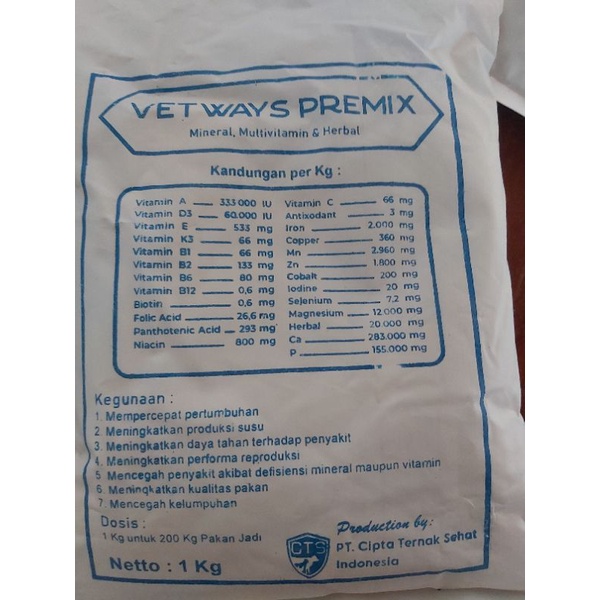 VETWAYS PREMIX
Mineral, Multivitamin & Herbal
Kandungan per Kg :
Vitamin A 333.000 IU
Vitamin D3 60.000 IU
Vitamin E 533 mg
Vitamin K3 66 mg
Vitamin B1 66 mg
Vitamin B2 133 mg
Vitamin B6 80 mg
Vitamin B12 0,6 mg
Biotin 0,6 mg
Folic Acid 26,6 mg
Panthotenic Acid 293 mg
Niacin 800 mg
Vitamin C 66 mg
Antixodant 3 mg
Iron 2.000 mg
Copper 360 mg
Mn 2.960 mg
Zn 1.800 mg
Cobalt 200 mg
Iodine 20 mg
Selenium 7,2 mg
Magnesium 12.000 mg
Herbal 20.000 mg
Ca 283.000 mg
P 155.000 mg
Kegunaan :
1. Mempercepat pertumbuhan
2. Meningkatkan produksi susu
3. Meningkatkan daya tahan terhadap penyakit
4. Meningkatkan performa reproduksi
5 Mencegah penyakit akibat defisiensi mineral maupun vitamin
6. Meningkatkan kualitas pakan
7. Mencegah kelumpuhan
Dosis :
1 Kg untuk 200 Kg Pakan Jadi
Netto : 1 Kg
CTS
Production by:
PT. Cipta Ternak Sehat
Indonesia